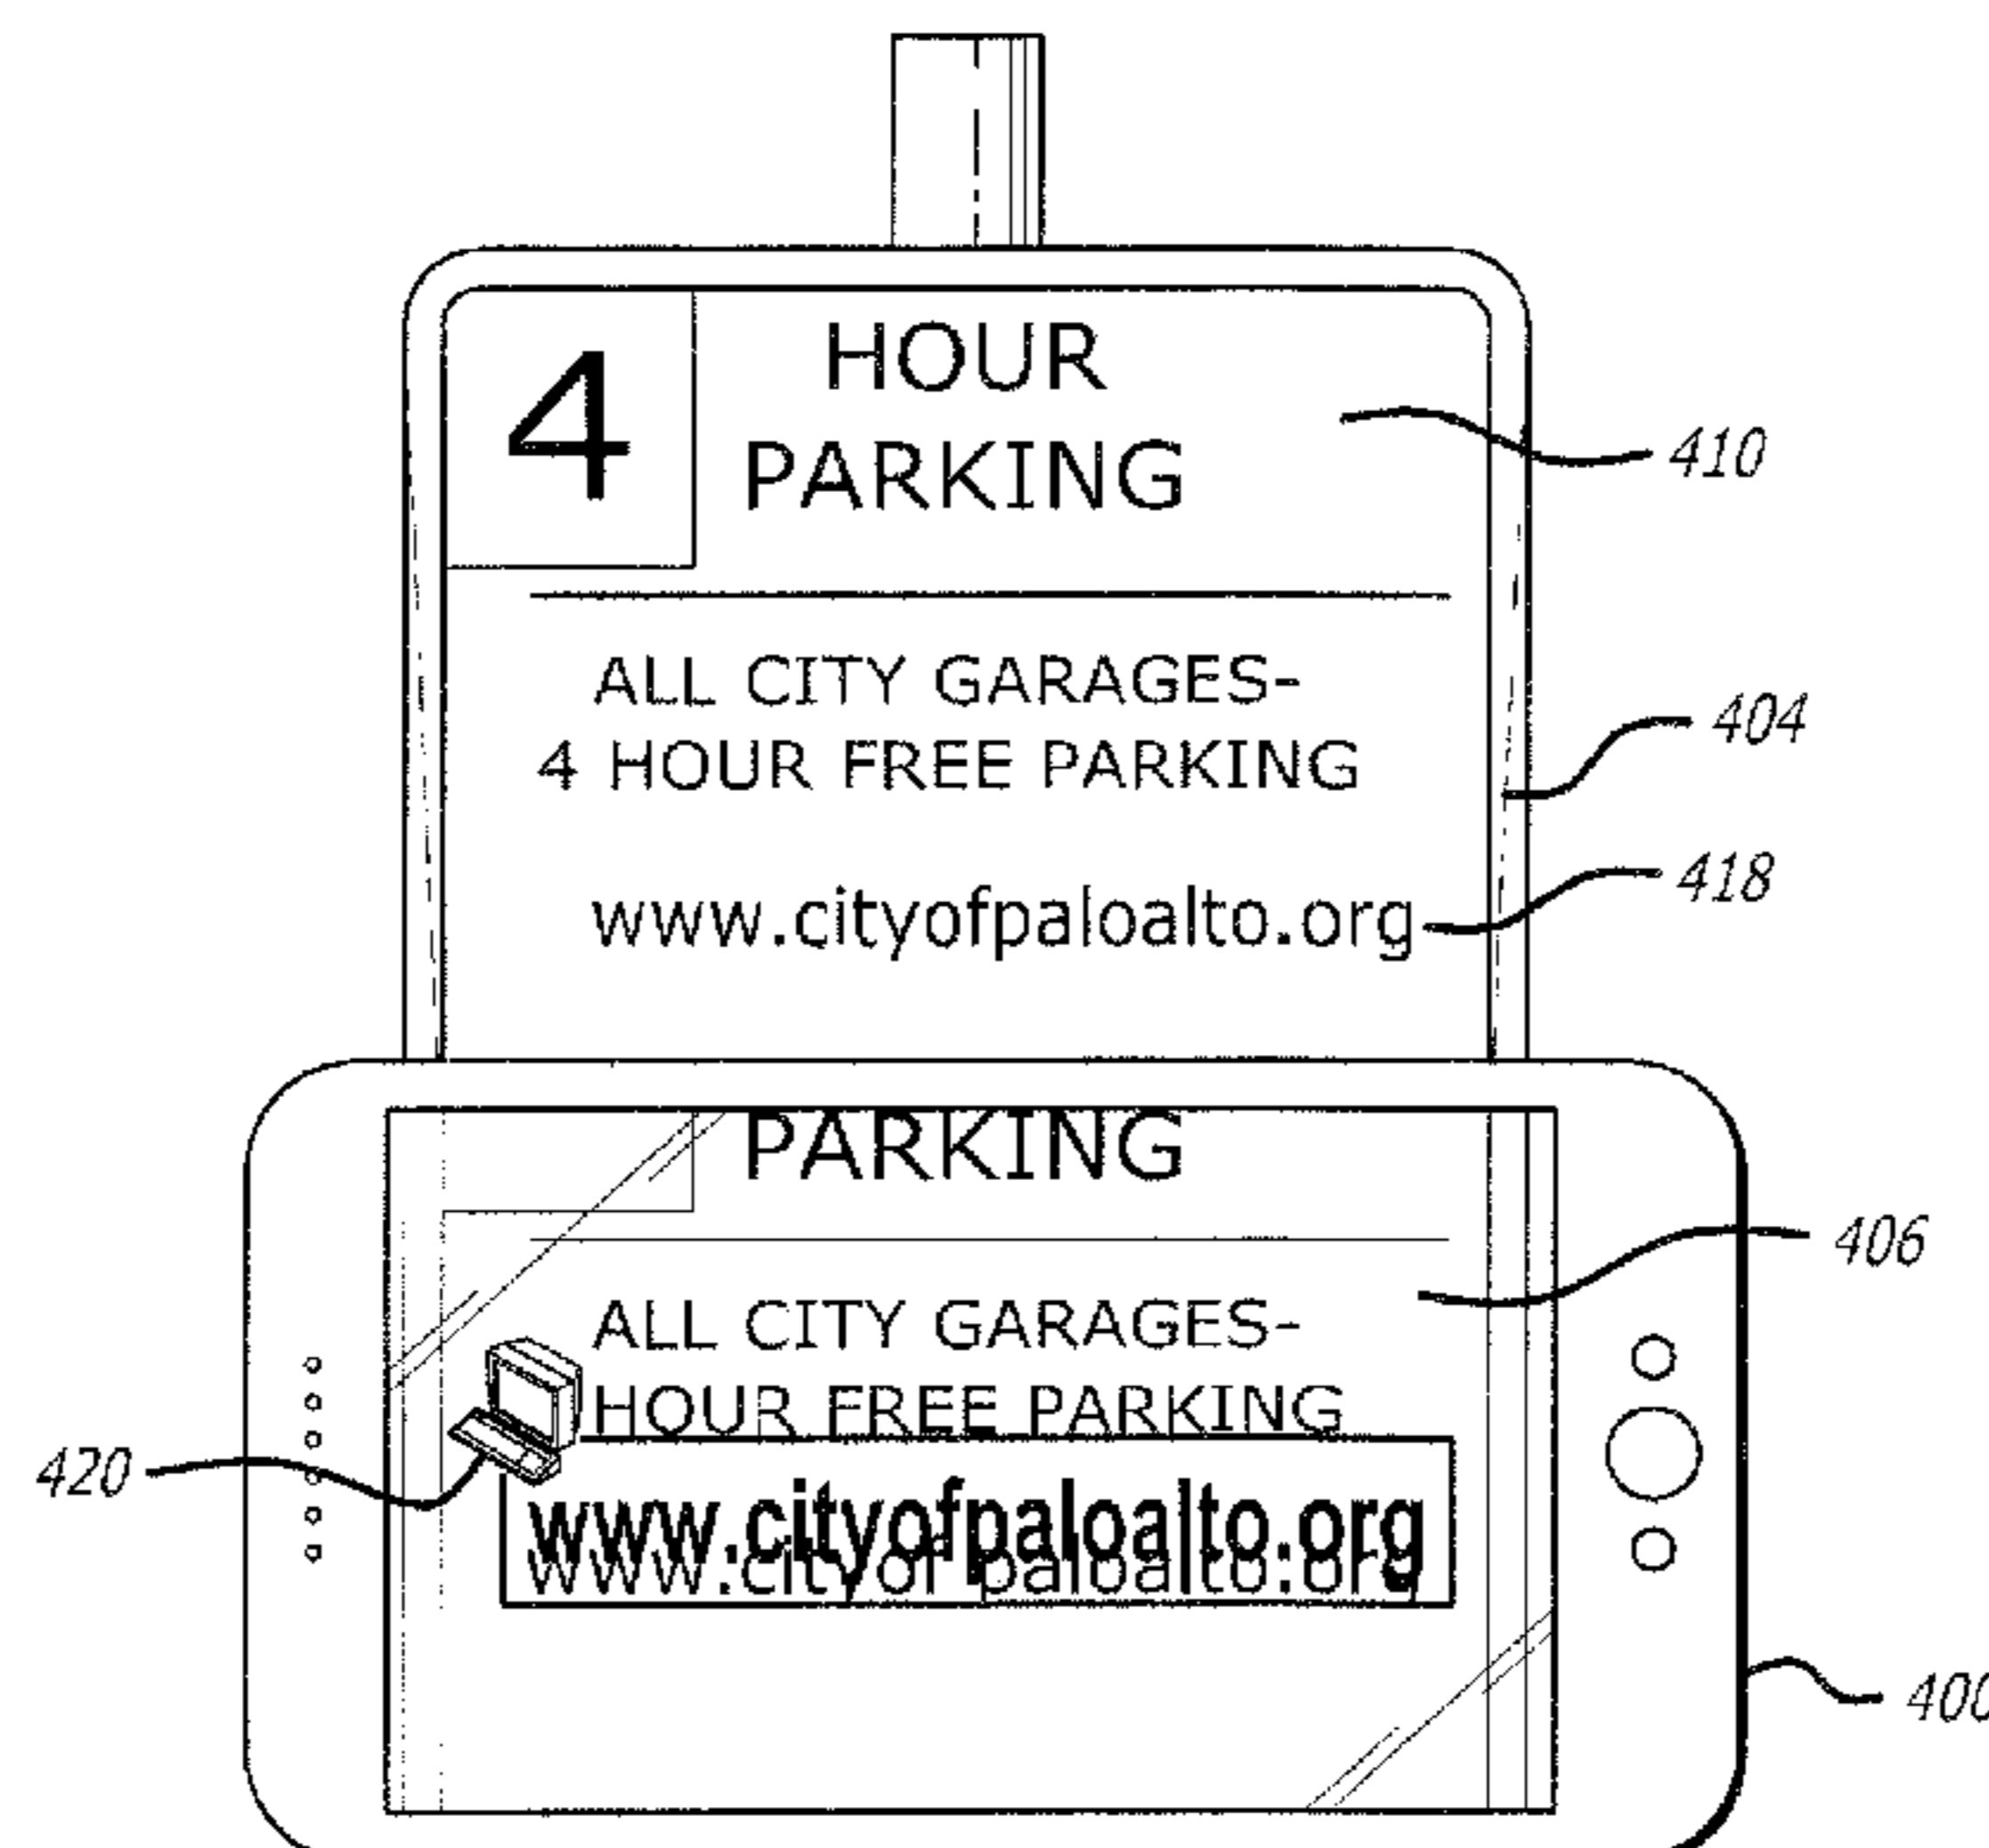 HOUR
4
PARKING
410
ALL CITY GARAGES-
404
4 HOUR FREE PARKING
418
www.cityofpaloalto.org
PARKING
406
ALL CITY GARAGES-
HOUR FREE PARKING
420
www.cityofpaloalto.org
www.cityofpaloalto.org
400